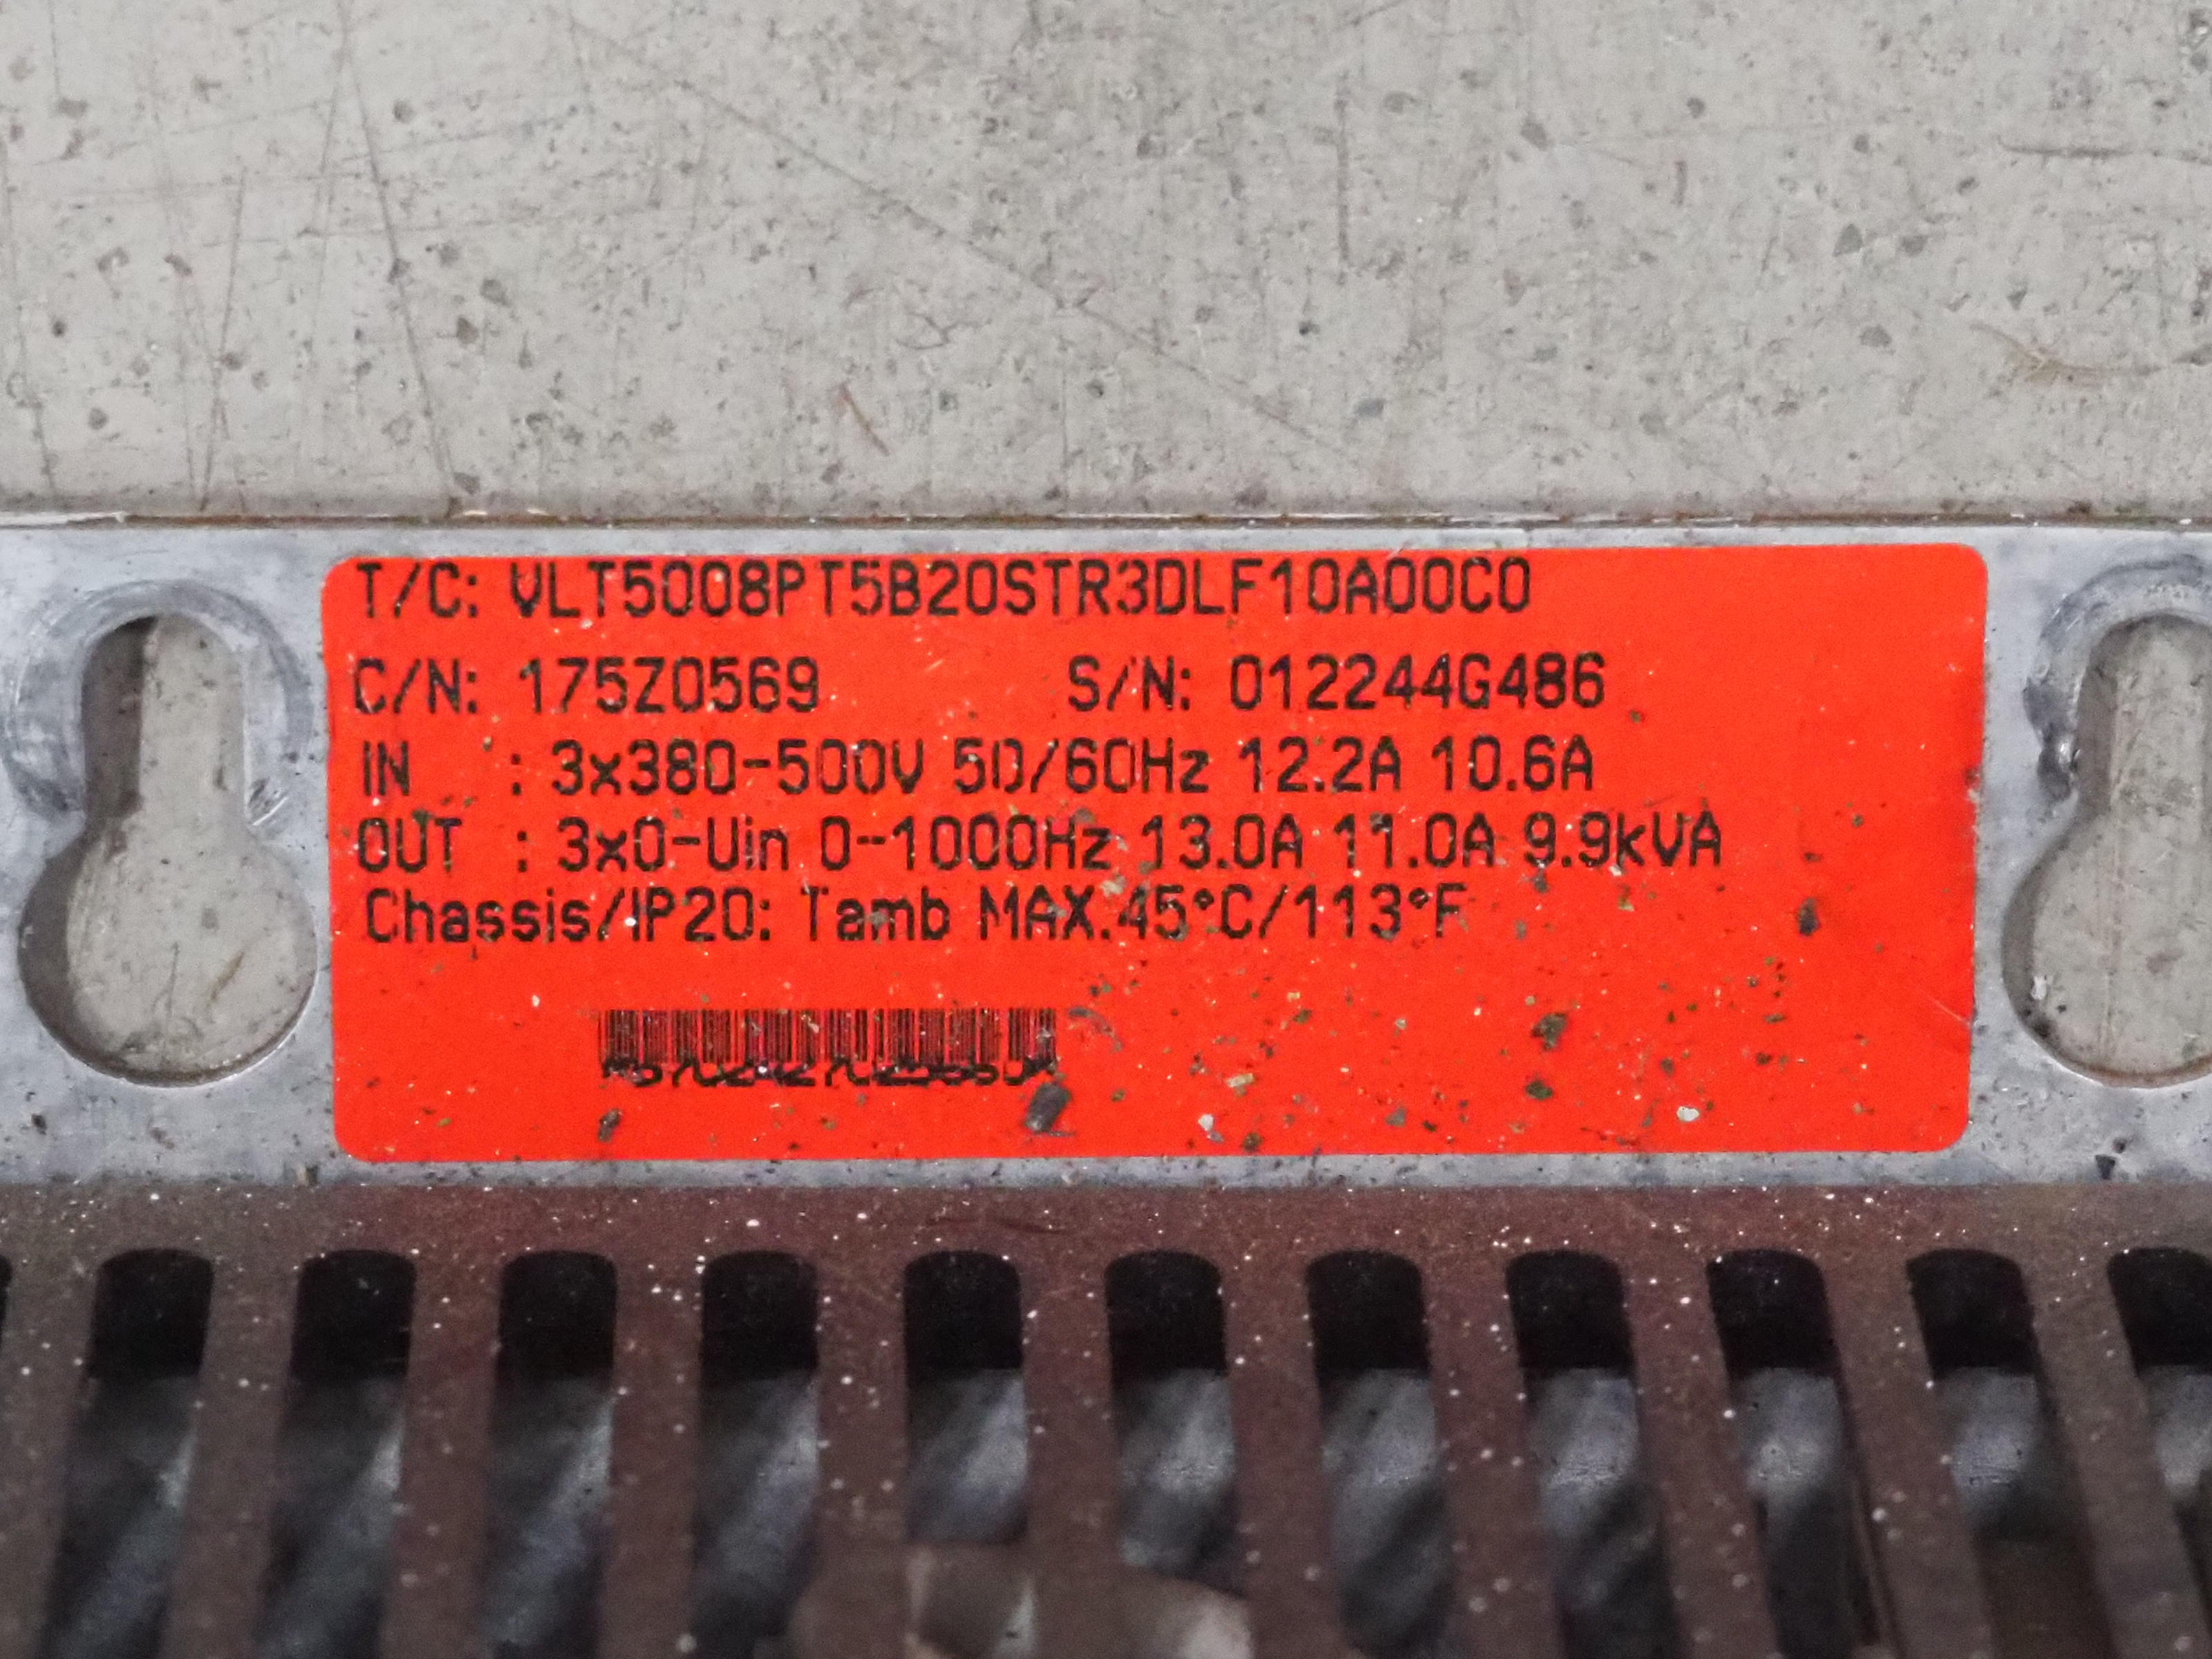 T/C: VLT5008PT5B20STR3DLF10A00C0
C/N: 175Z0569 S/N: 012244G486
IN : 3x380-500V 50/60Hz 12.2A 10.6A
OUT : 3x0-Uin 0-1000Hz 13.0A 11.0A 9.9kVA
Chassis/IP20: Tamb MAX.45°C/113°F